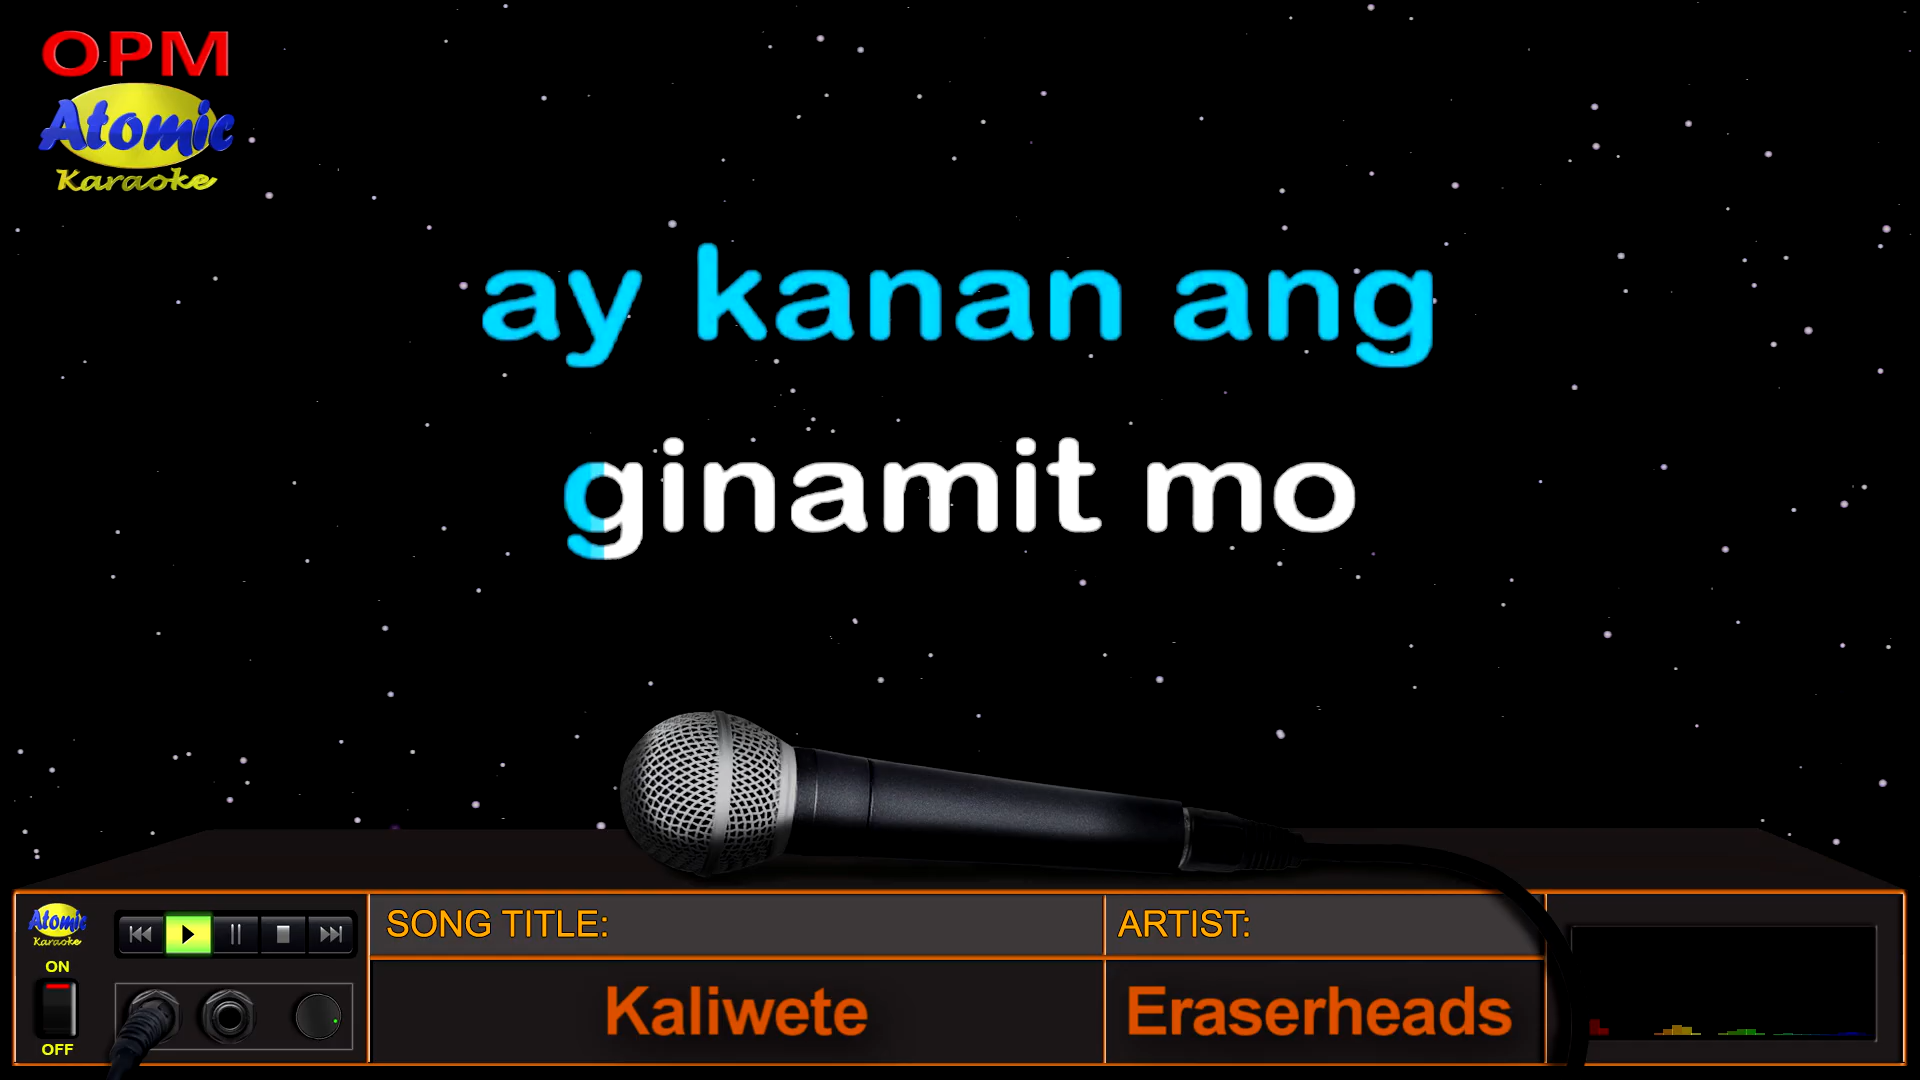 OPM
Atomic
Karaoke
ay kanan ang
ginamit mo
Atomic
Karaoke
ON
OFF
SONG TITLE:
Kaliwete
ARTIST:
Eraserheads